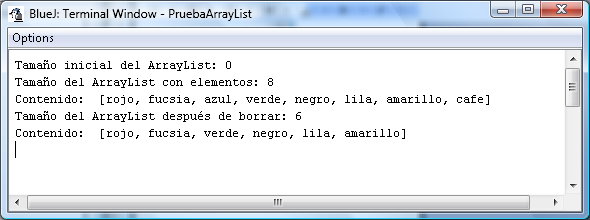 BlueJ: Terminal Window - PruebaArrayList
Options
Tamaño inicial del ArrayList: 0
Tamaño del ArrayList con elementos: 8
Contenido:  [rojo, fucsia, azul, verde, negro, lila, amarillo, cafe]
Tamaño del ArrayList después de borrar: 6
Contenido:  [rojo, fucsia, verde, negro, lila, amarillo]